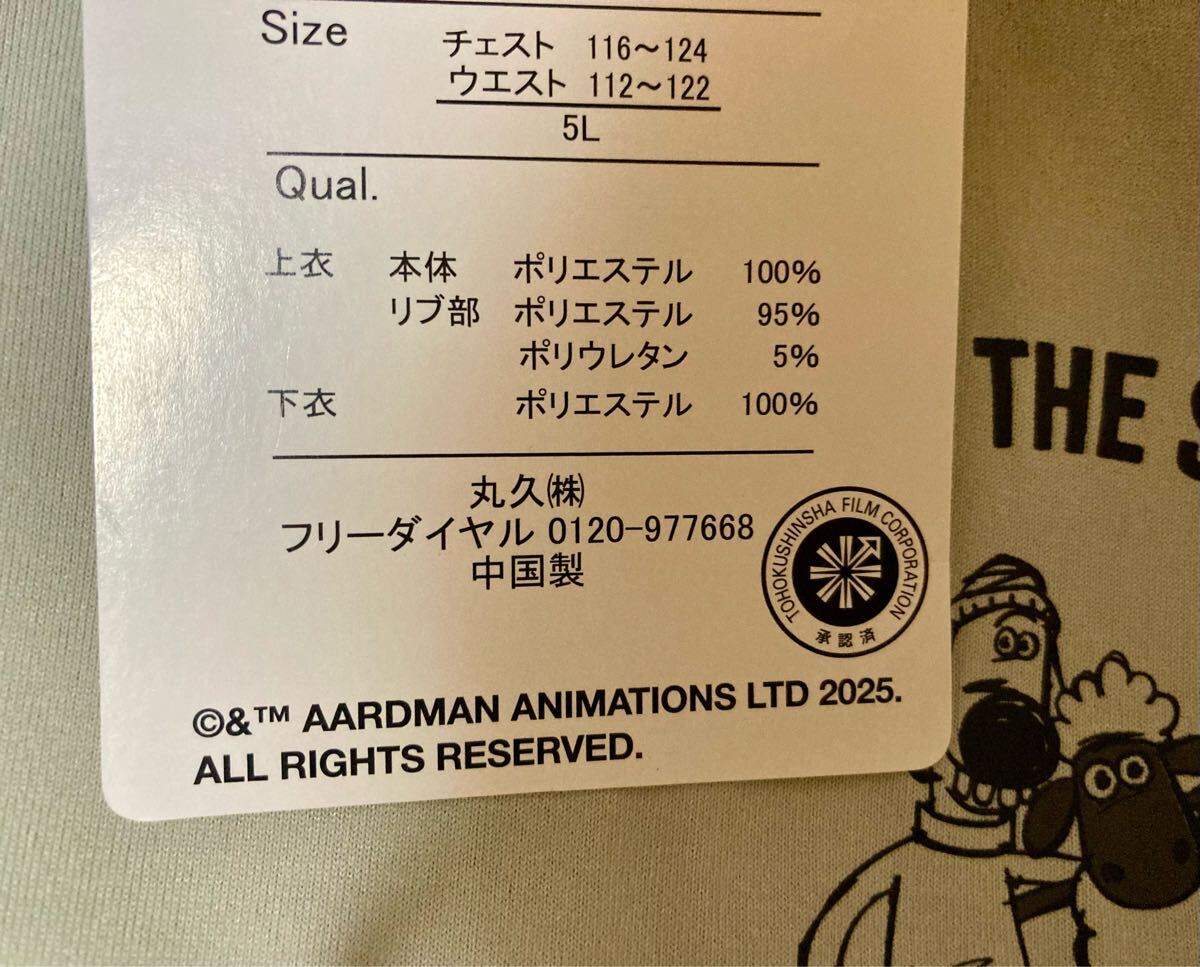 Size
チェスト 116～124
ウエスト 112～122
5L
Qual.
上衣 本体 ポリエステル 100%
リブ部 ポリエステル 95%
ポリウレタン 5%
下衣 ポリエステル 100%
丸久㈱
フリーダイヤル 0120-977668
中国製
TOHOKUSHINSHA FILM CORPORATION
承認済
©&™ AARDMAN ANIMATIONS LTD 2025.
ALL RIGHTS RESERVED.
THE S